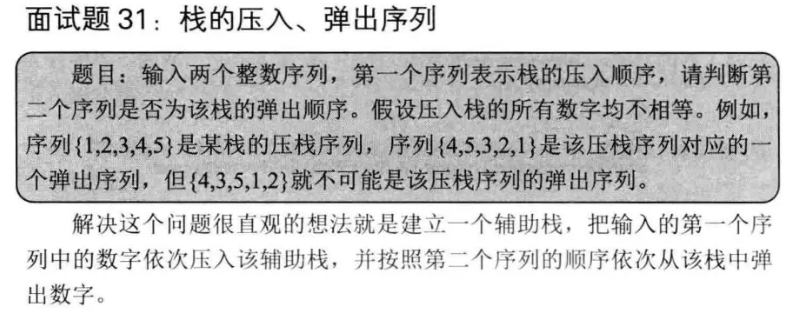 面试题 31：栈的压入、弹出序列
题目：输入两个整数序列，第一个序列表示栈的压入顺序，请判断第
二个序列是否为该栈的弹出顺序。假设压入栈的所有数字均不相等。例如，
序列{1,2,3,4,5}是某栈的压栈序列，序列{4,5,3,2,1}是该压栈序列对应的一
个弹出序列，但{4,3,5,1,2}就不可能是该压栈序列的弹出序列。
解决这个问题很直观的想法就是建立一个辅助栈，把输入的第一个序
列中的数字依次压入该辅助栈，并按照第二个序列的顺序依次从该栈中弹
出数字。